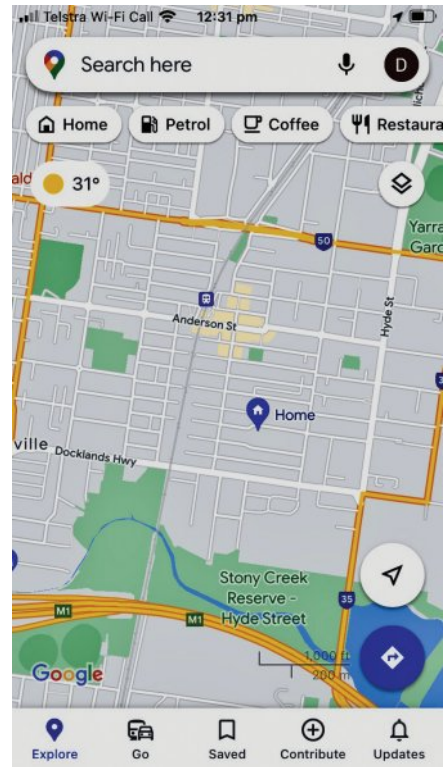 Telstra Wi-Fi Call 12:31 pm
Search here D
Home Petrol Coffee Restaura
31°
50
Yarra
Gard
Anderson St
Hyde St
Home
ville Docklands Hwy
Stony Creek
Reserve -
Hyde Street
35
M1 M1
1,000 ft
200 m
Google
Explore Go Saved Contribute Updates